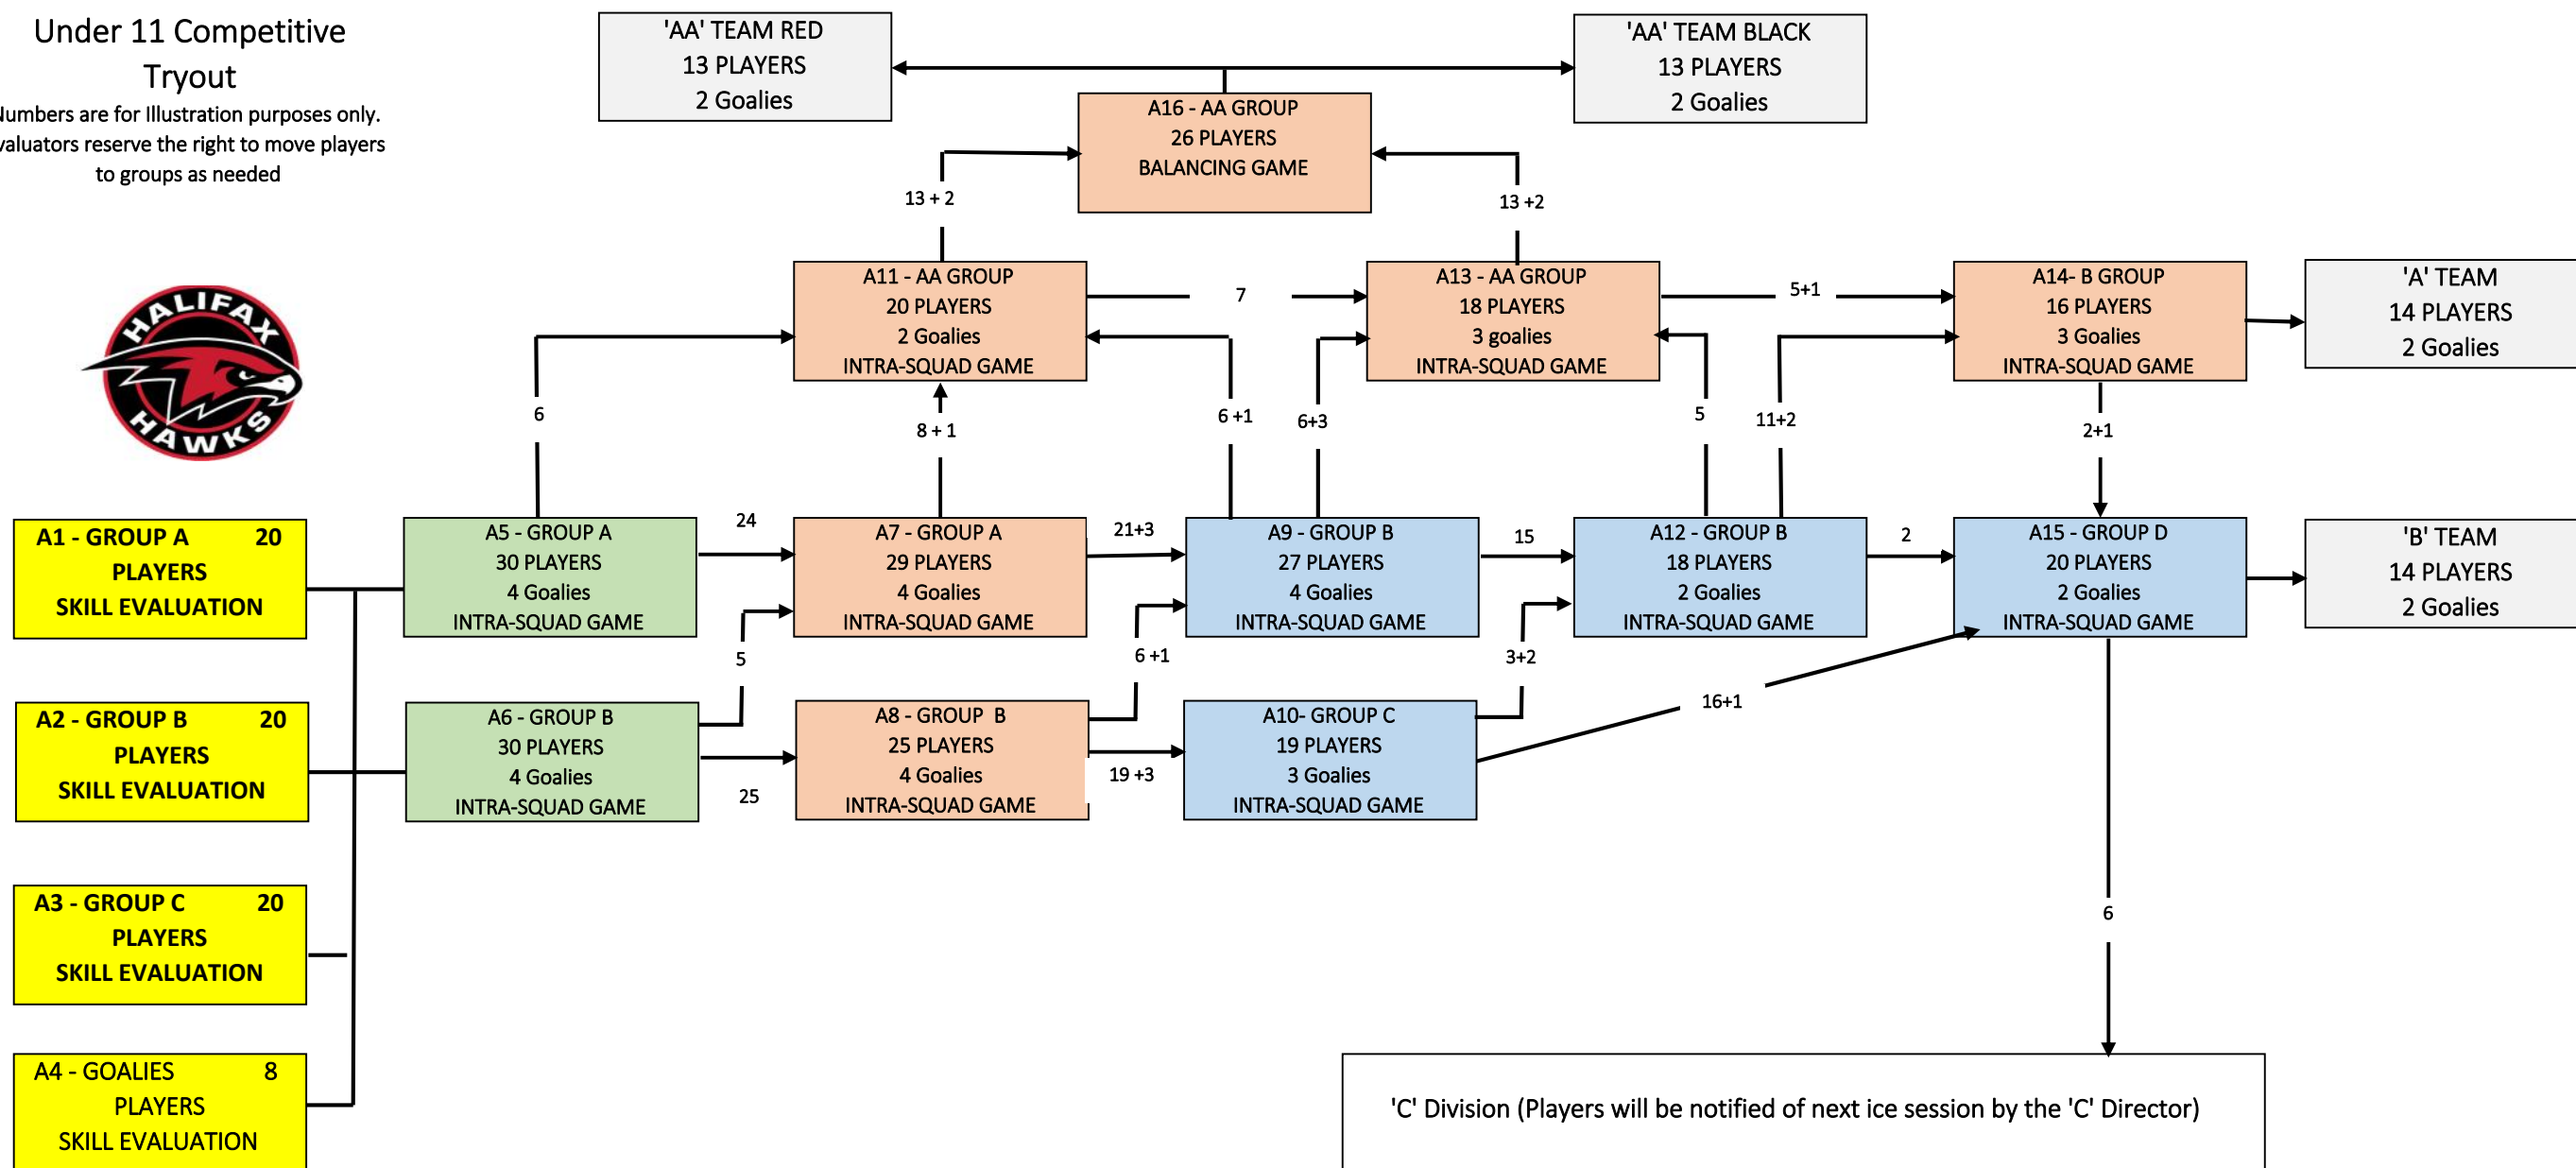 Under 11 Competitive
Tryout
Numbers are for Illustration purposes only.
valuators reserve the right to move players
to groups as needed
'AA' TEAM RED
13 PLAYERS
2 Goalies
'AA' TEAM BLACK
13 PLAYERS
2 Goalies
A16 - AA GROUP
26 PLAYERS
BALANCING GAME
13 + 2
13 +2
A11 - AA GROUP
20 PLAYERS
2 Goalies
INTRA-SQUAD GAME
7
A13 - AA GROUP
18 PLAYERS
3 goalies
INTRA-SQUAD GAME
5+1
A14- B GROUP
16 PLAYERS
3 Goalies
INTRA-SQUAD GAME
'A' TEAM
14 PLAYERS
2 Goalies
HALIFAX
HAWKS
6
8 + 1
6 +1
6+3
5
11+2
2+1
A1 - GROUP A 20
PLAYERS
SKILL EVALUATION
A5 - GROUP A
30 PLAYERS
4 Goalies
INTRA-SQUAD GAME
24
A7 - GROUP A
29 PLAYERS
4 Goalies
INTRA-SQUAD GAME
21+3
A9 - GROUP B
27 PLAYERS
4 Goalies
INTRA-SQUAD GAME
15
A12 - GROUP B
18 PLAYERS
2 Goalies
INTRA-SQUAD GAME
2
A15 - GROUP D
20 PLAYERS
2 Goalies
INTRA-SQUAD GAME
'B' TEAM
14 PLAYERS
2 Goalies
5
6 +1
3+2
16+1
A2 - GROUP B 20
PLAYERS
SKILL EVALUATION
A6 - GROUP B
30 PLAYERS
4 Goalies
INTRA-SQUAD GAME
25
A8 - GROUP B
25 PLAYERS
4 Goalies
INTRA-SQUAD GAME
19 +3
A10- GROUP C
19 PLAYERS
3 Goalies
INTRA-SQUAD GAME
A3 - GROUP C 20
PLAYERS
SKILL EVALUATION
6
A4 - GOALIES 8
PLAYERS
SKILL EVALUATION
'C' Division (Players will be notified of next ice session by the 'C' Director)